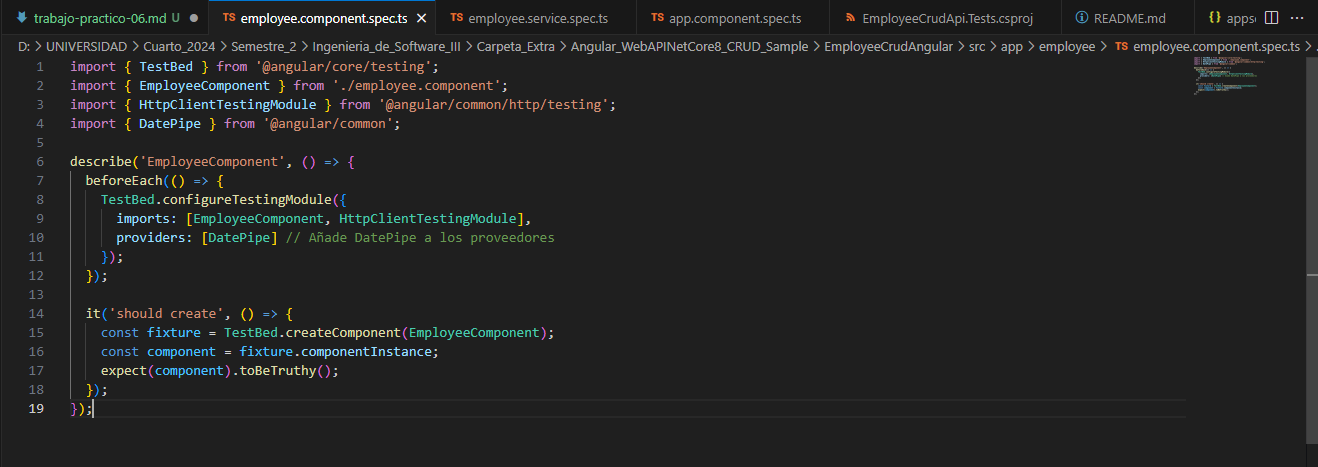 trabajo-practico-06.md U ● TS employee.component.spec.ts × TS employee.service.spec.ts TS app.component.spec.ts EmployeeCrudApi.Tests.csproj README.md {} apps ···
D: > UNIVERSIDAD > Cuarto_2024 > Semestre_2 > Ingenieria_de_Software_III > Carpeta_Extra > Angular_WebAPINetCore8_CRUD_Sample > EmployeeCrudAngular > src > app > employee > TS employee.component.spec.ts > ...
1 import { TestBed } from '@angular/core/testing';
2 import { EmployeeComponent } from './employee.component';
3 import { HttpClientTestingModule } from '@angular/common/http/testing';
4 import { DatePipe } from '@angular/common';
5
6 describe('EmployeeComponent', () => {
7 beforeEach(() => {
8 TestBed.configureTestingModule({
9 imports: [EmployeeComponent, HttpClientTestingModule],
10 providers: [DatePipe] // Añade DatePipe a los proveedores
11 });
12 });
13
14 it('should create', () => {
15 const fixture = TestBed.createComponent(EmployeeComponent);
16 const component = fixture.componentInstance;
17 expect(component).toBeTruthy();
18 });
19 });